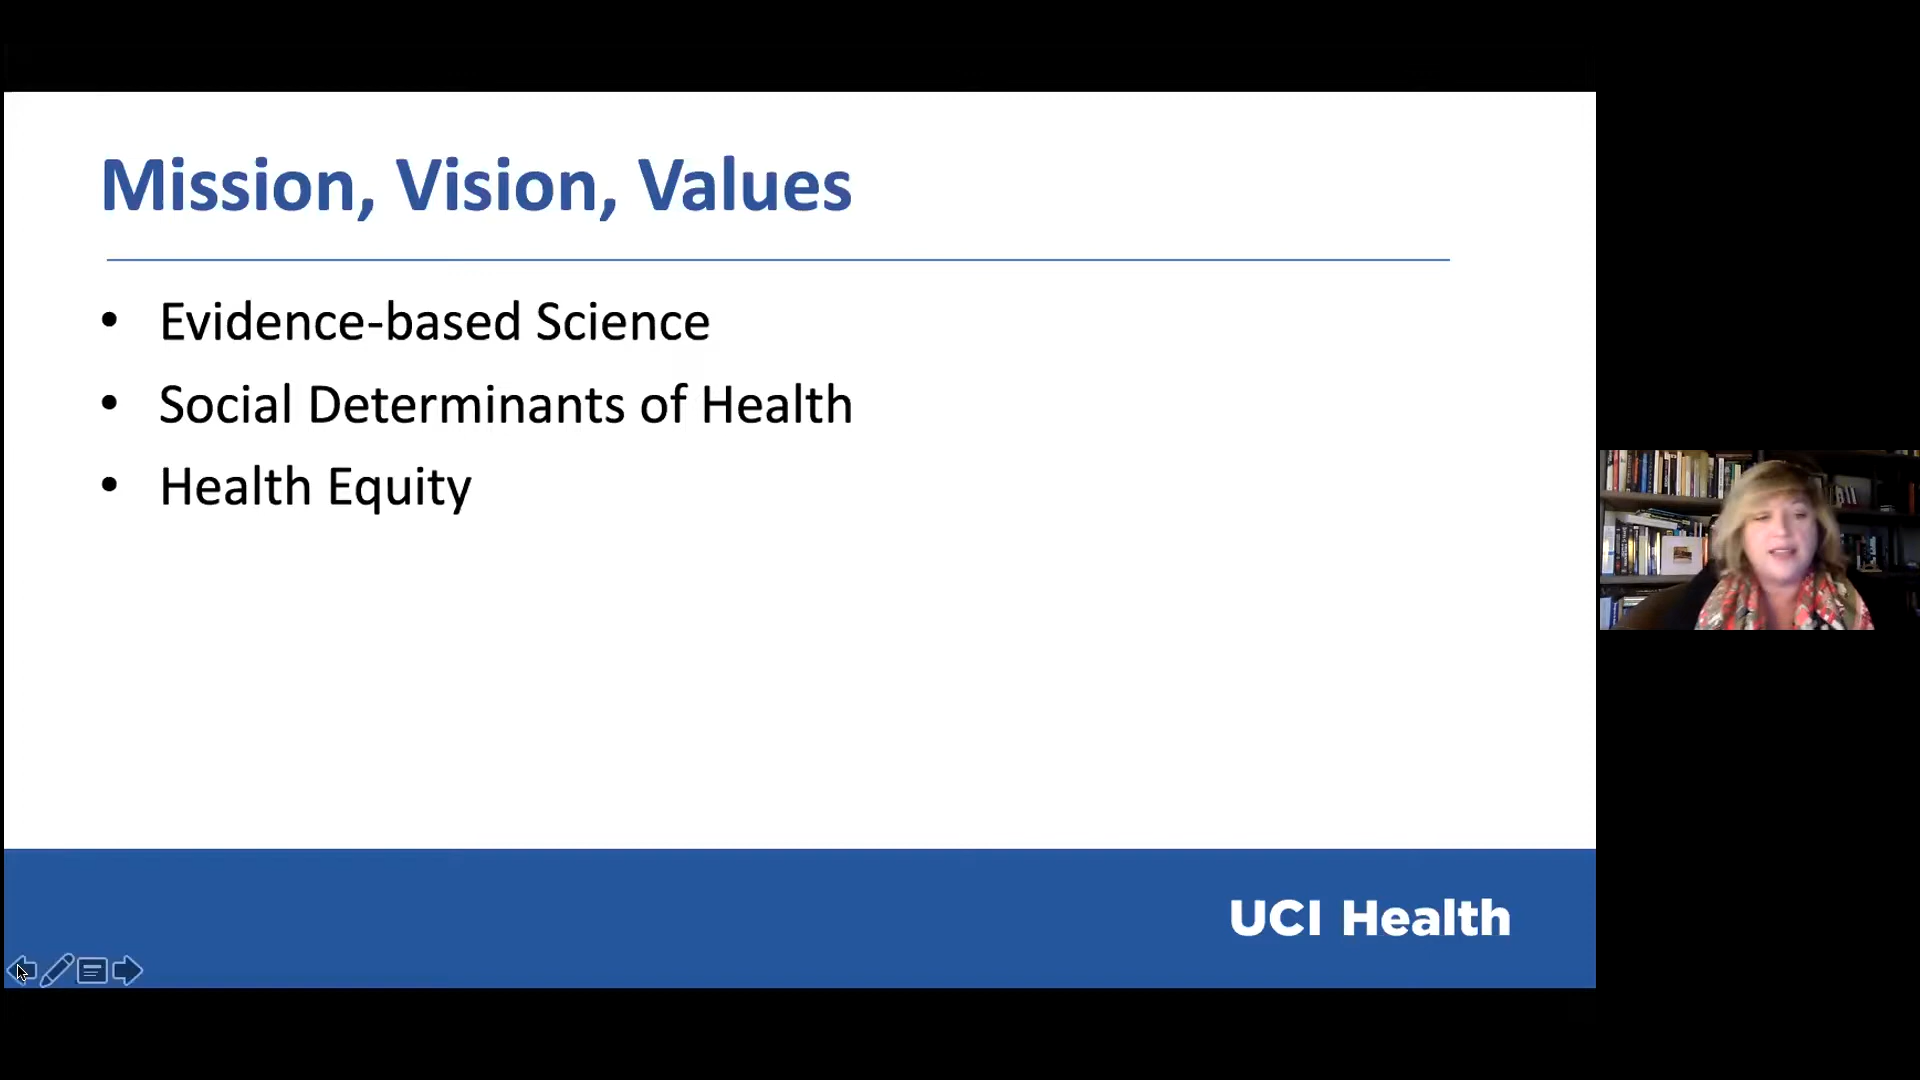 Mission, Vision, Values
• Evidence-based Science
• Social Determinants of Health
• Health Equity
UCI Health